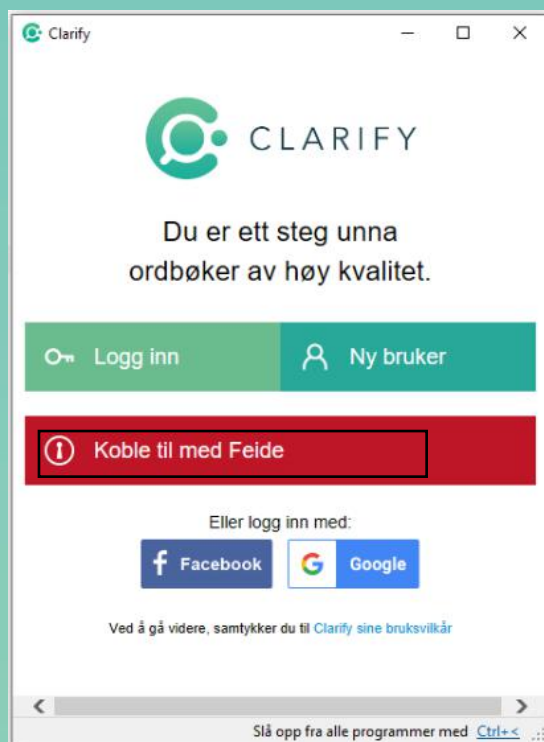 Clarify
CLARIFY
Du er ett steg unna
ordbøker av høy kvalitet.
Logg inn
Ny bruker
Koble til med Feide
Eller logg inn med:
Facebook
Google
Ved å gå videre, samtykker du til Clarify sine bruksvilkår
Slå opp fra alle programmer med Ctrl+<